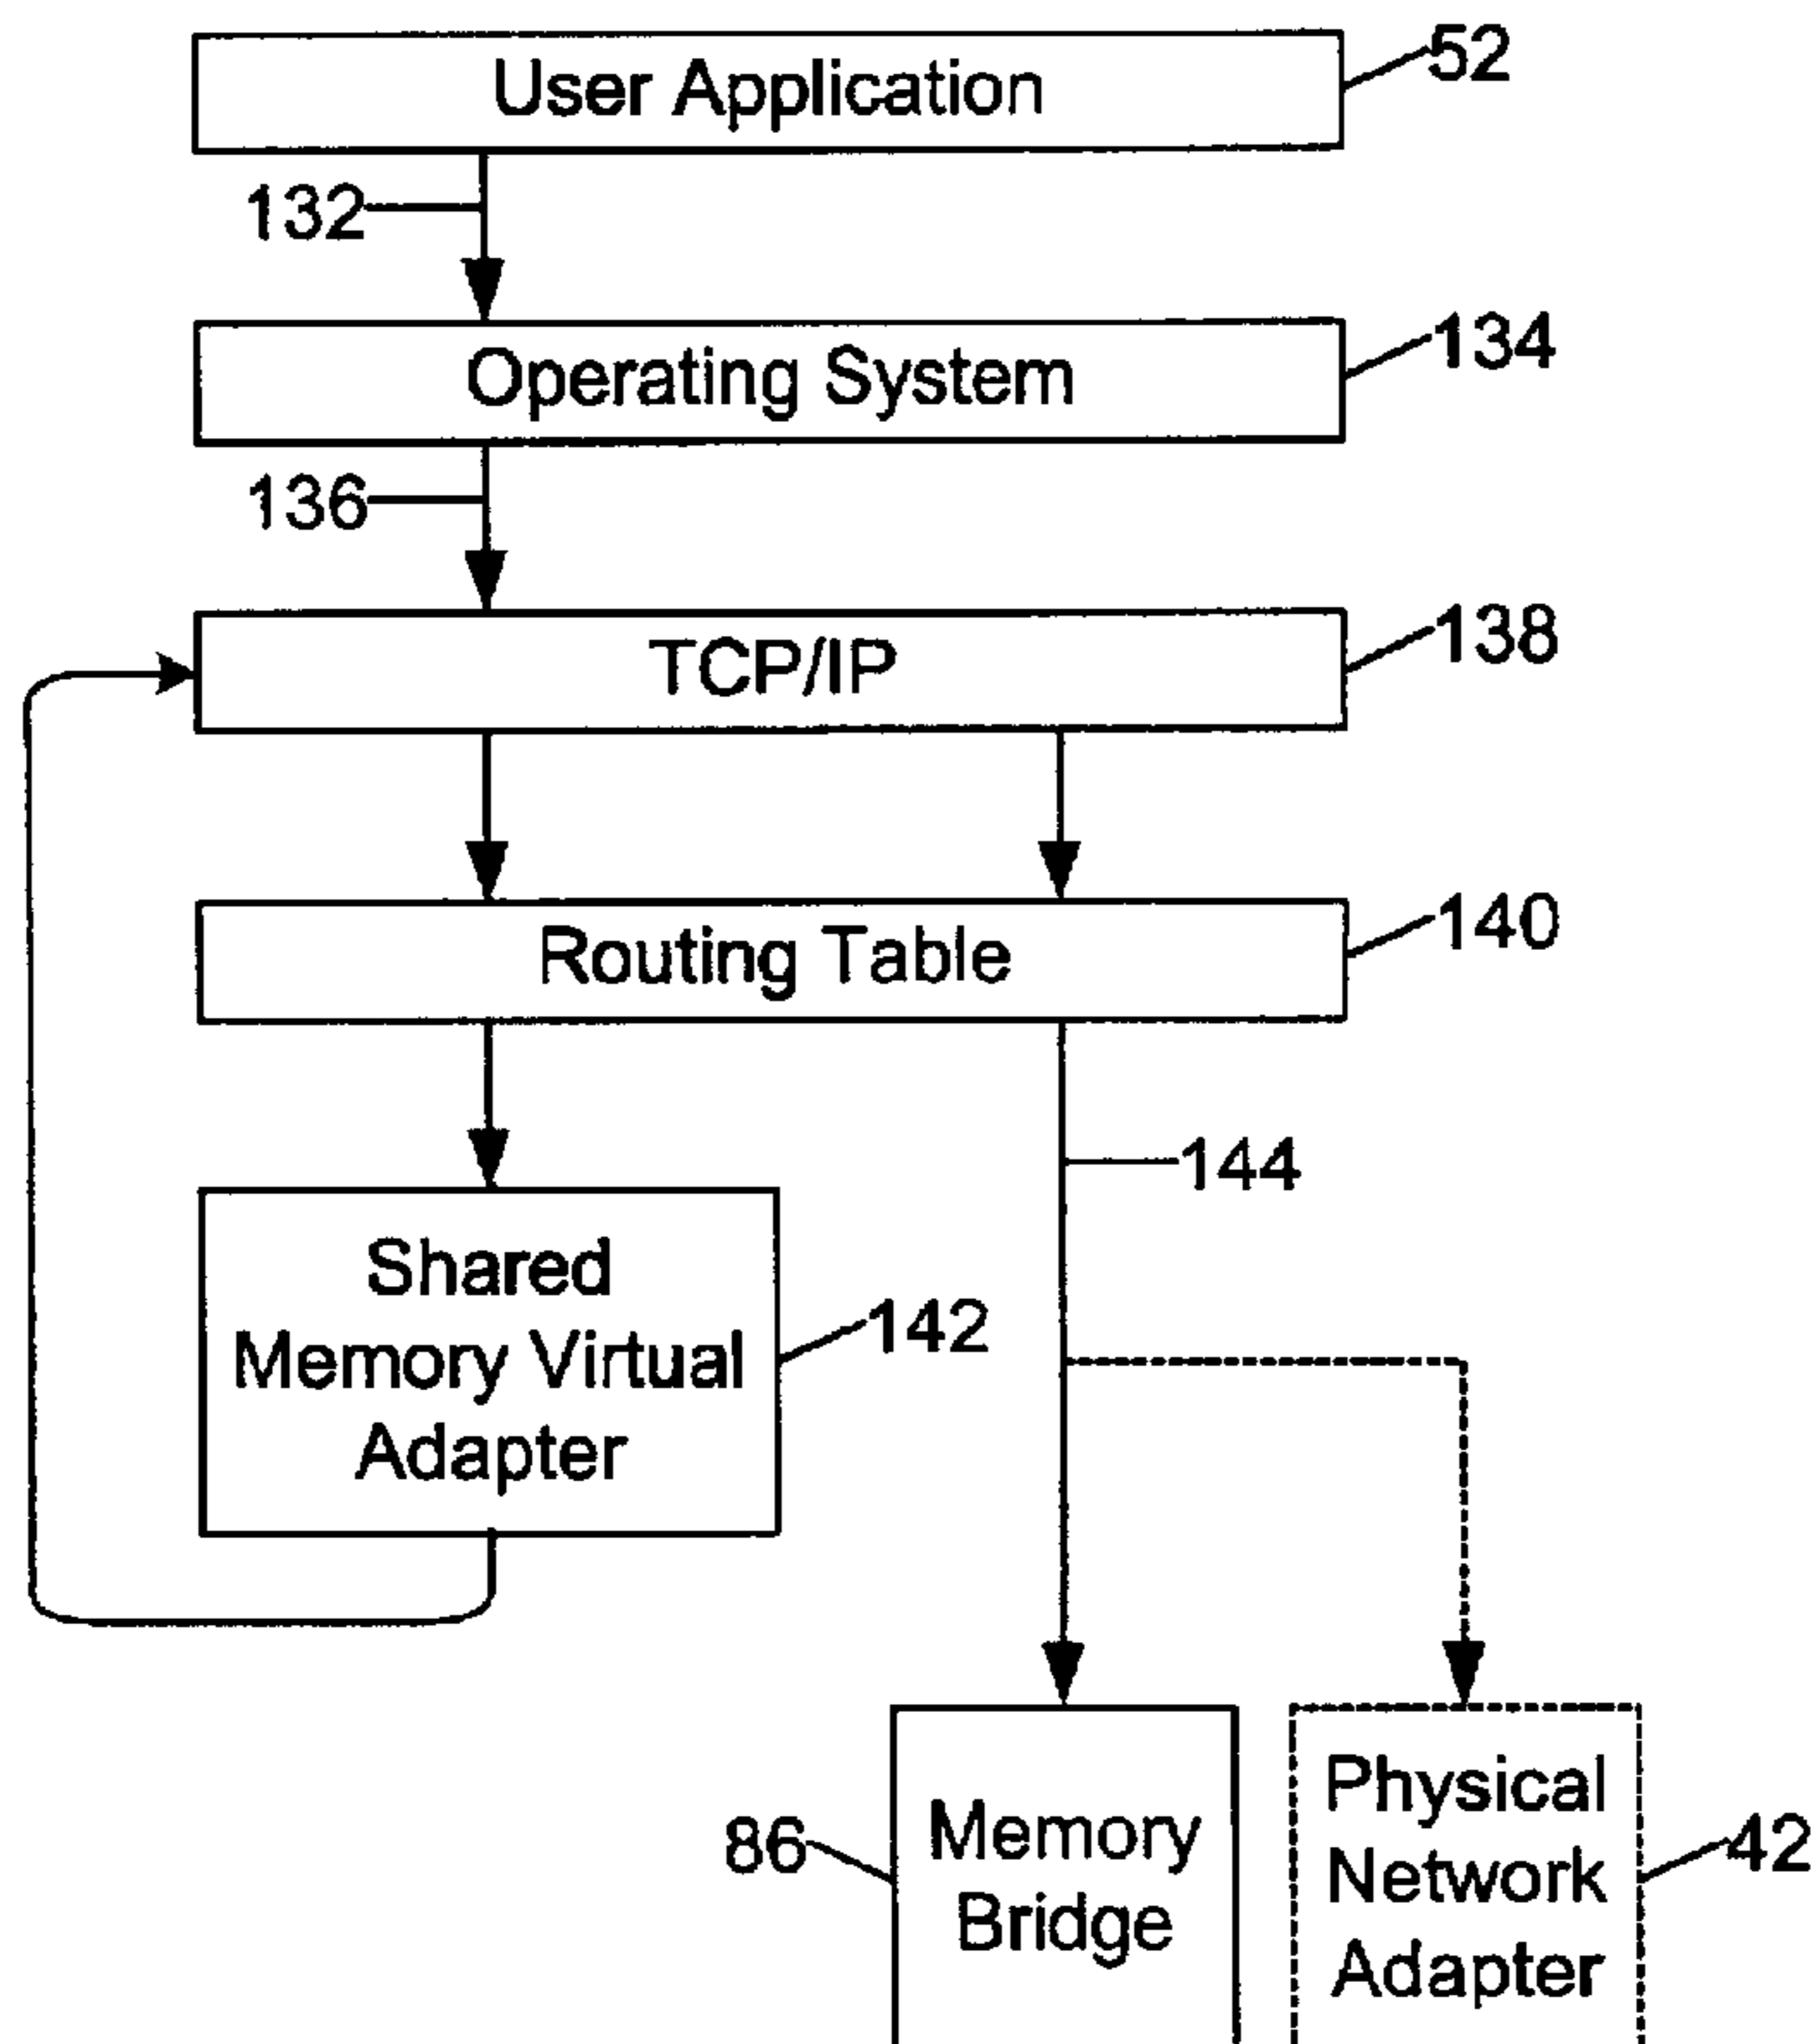 User Application
52
132
Operating System
134
136
TCP/IP
138
Routing Table
140
144
Shared
Memory Virtual
Adapter
142
86
Memory
Bridge
Physical
Network
Adapter
42